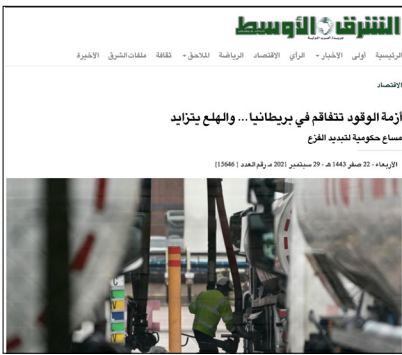 الشرق الأوسط
جريدة العرب الدولية
الرئيسية أولى الأخبار الرأي الاقتصاد الرياضة الملاحق ثقافة ملفات الشرق الأخيرة
الاقتصاد
أزمة الوقود تتفاقم في بريطانيا... والهلع يتزايد
مساع حكومية لتبديد الفزع
الأربعاء - 22 صفر 1443 هـ - 29 سبتمبر 2021 مـ رقم العدد [15646]